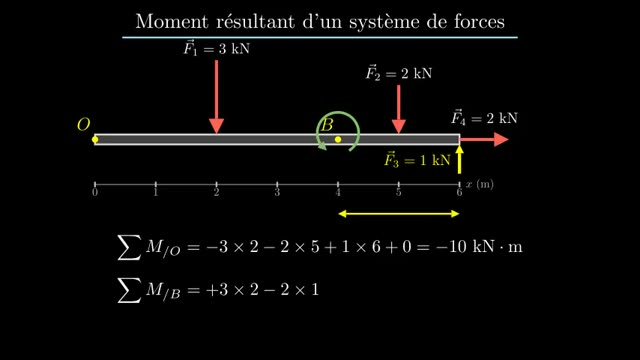 Moment résultant d'un système de forces
F⃗₁ = 3 kN
F⃗₂ = 2 kN
F⃗₄ = 2 kN
O
B
F⃗₃ = 1 kN
0 1 2 3 4 5 6 x (m)
∑ M/O = −3 × 2 − 2 × 5 + 1 × 6 + 0 = −10 kN · m
∑ M/B = +3 × 2 − 2 × 1